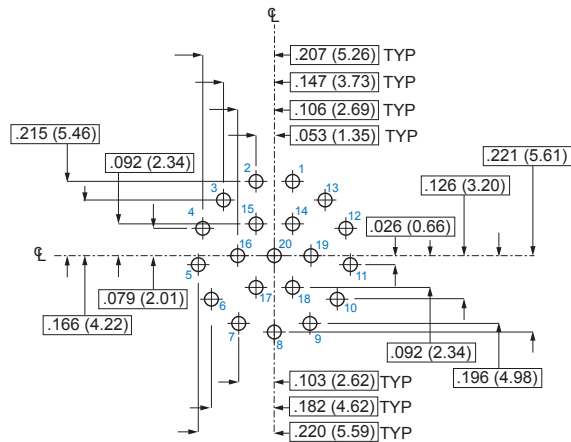 ℄
.207 (5.26) TYP
.147 (3.73) TYP
.106 (2.69) TYP
.053 (1.35) TYP
.215 (5.46)
.092 (2.34)
.221 (5.61)
.126 (3.20)
.026 (0.66)
2 1
3 13
4 15 14 12
℄ 16 20 19
5 11
6 17 18 10
7 8 9
.079 (2.01)
.166 (4.22)
.092 (2.34)
.196 (4.98)
.103 (2.62) TYP
.182 (4.62) TYP
.220 (5.59) TYP